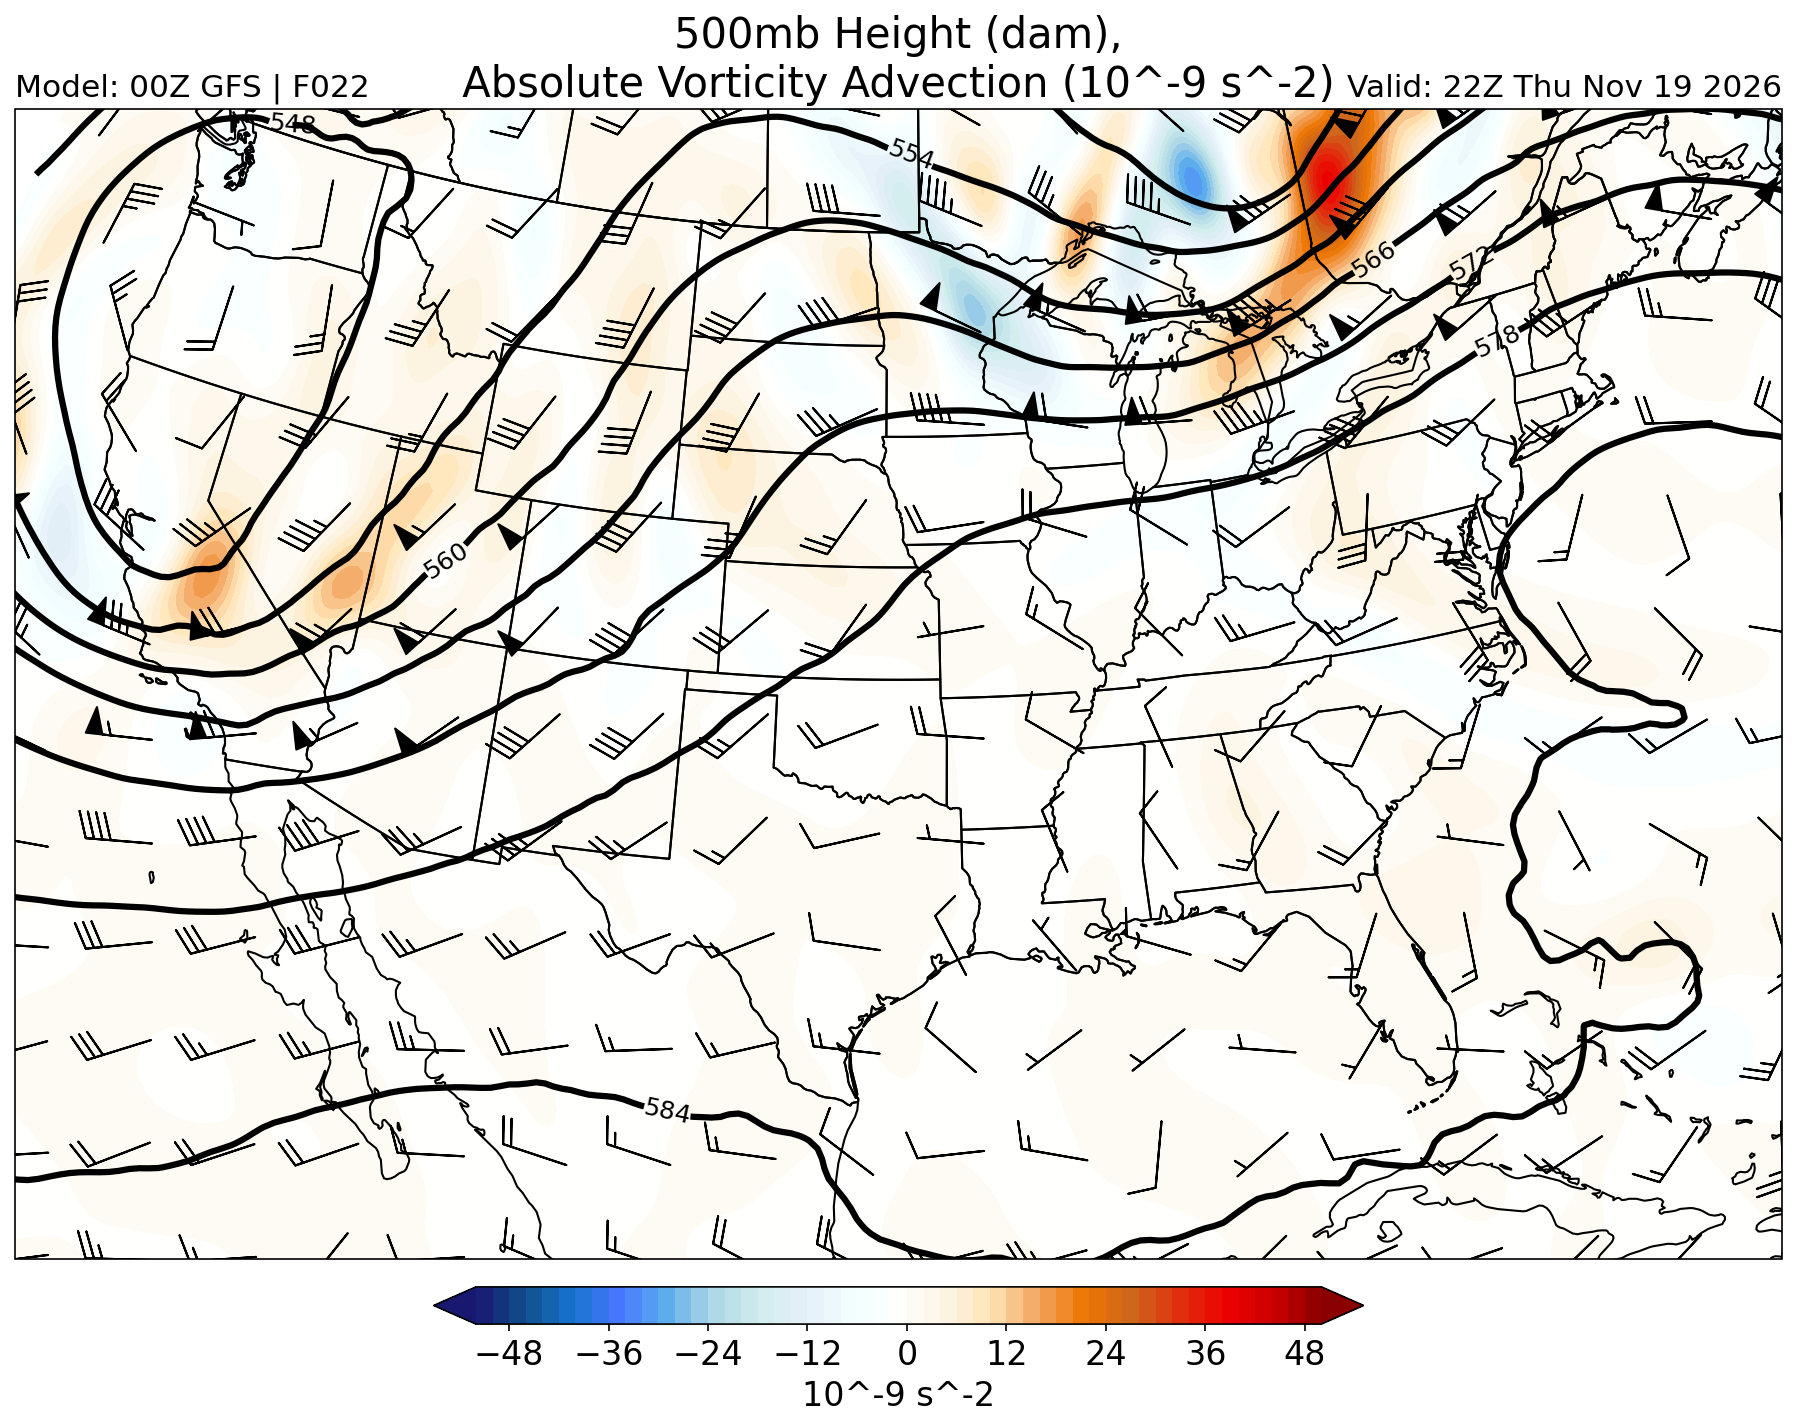 500mb Height (dam),
Model: 00Z GFS | F022
Absolute Vorticity Advection (10^-9 s^-2)
Valid: 22Z Thu Nov 19 2026
548
554
566
572
578
560
584
−48 −36 −24 −12 0 12 24 36 48
10^-9 s^-2